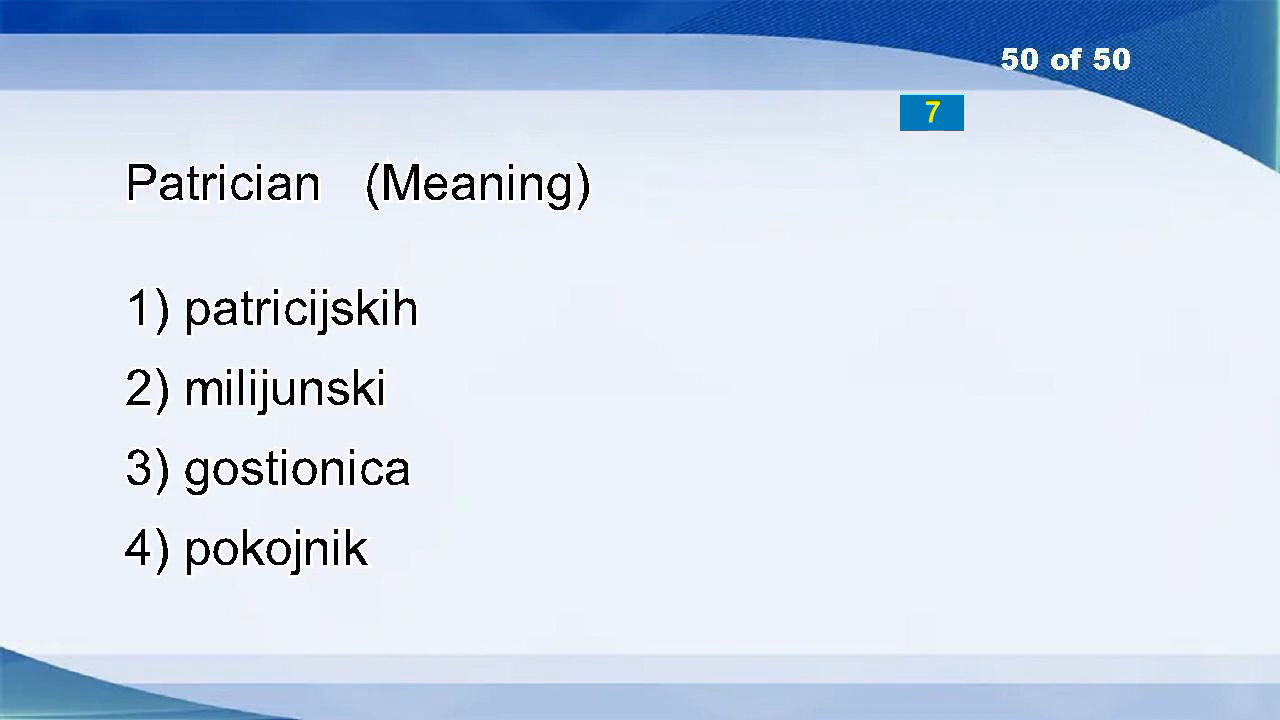 50 of 50
7
Patrician (Meaning)
1) patricijskih
2) milijunski
3) gostionica
4) pokojnik